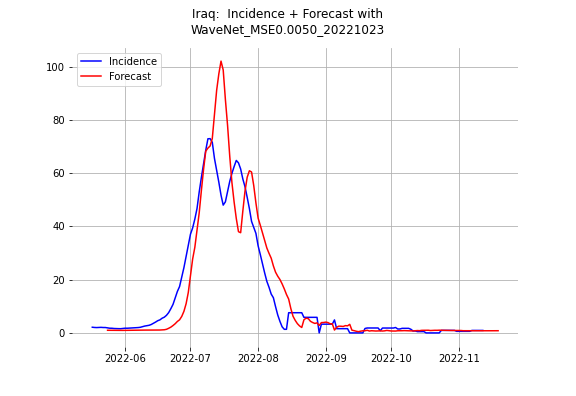 Iraq:  Incidence + Forecast with
WaveNet_MSE0.0050_20221023
Incidence
Forecast
100
80
60
40
20
0
2022-06 2022-07 2022-08 2022-09 2022-10 2022-11